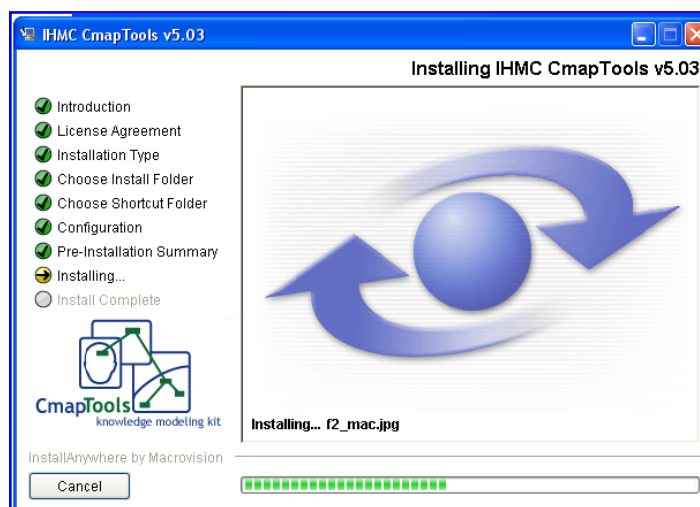 IHMC CmapTools v5.03
Installing IHMC CmapTools v5.03
Introduction
License Agreement
Installation Type
Choose Install Folder
Choose Shortcut Folder
Configuration
Pre-Installation Summary
Installing...
Install Complete
CmapTools
knowledge modeling kit
Installing... f2_mac.jpg
InstallAnywhere by Macrovision
Cancel